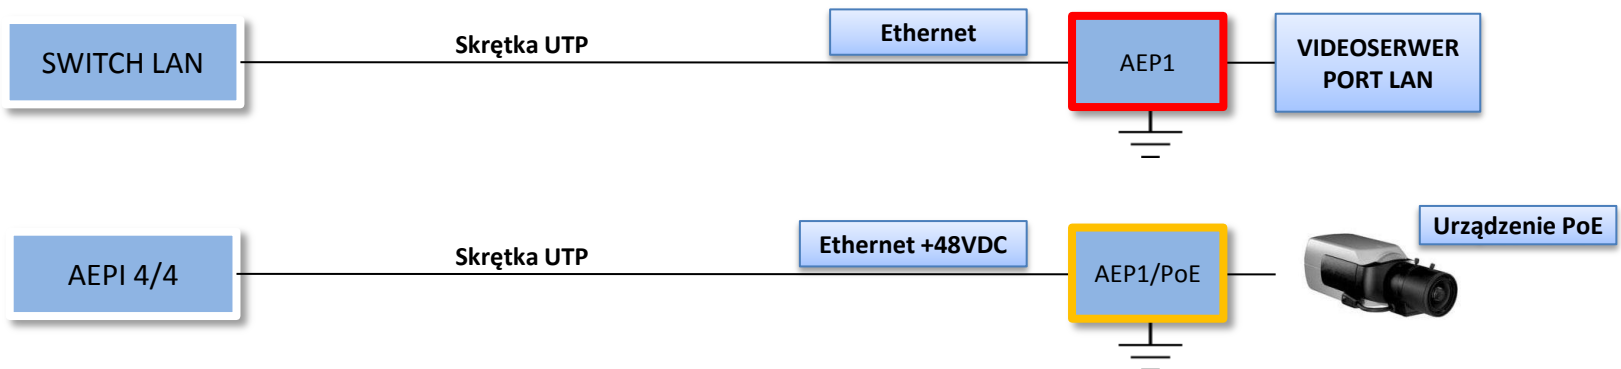 SWITCH LAN
Skrętka UTP
Ethernet
AEP1
VIDEOSERWER
PORT LAN
AEPI 4/4
Skrętka UTP
Ethernet +48VDC
AEP1/PoE
Urządzenie PoE